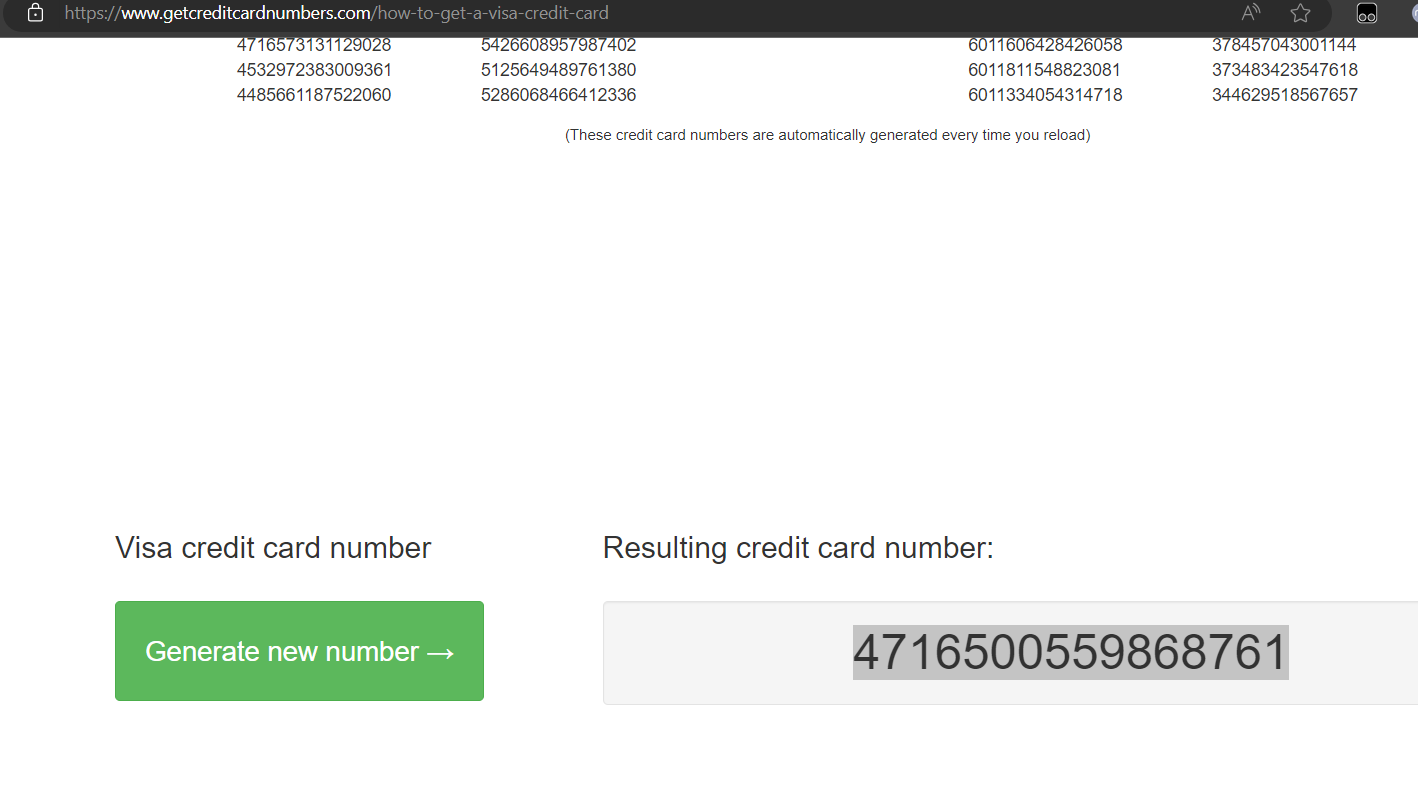 https://www.getcreditcardnumbers.com/how-to-get-a-visa-credit-card
4716573131129028 5426608957987402 6011606428426058 378457043001144
4532972383009361 5125649489761380 6011811548823081 373483423547618
4485661187522060 5286068466412336 6011334054314718 344629518567657
(These credit card numbers are automatically generated every time you reload)
Visa credit card number
Resulting credit card number:
Generate new number →
4716500559868761